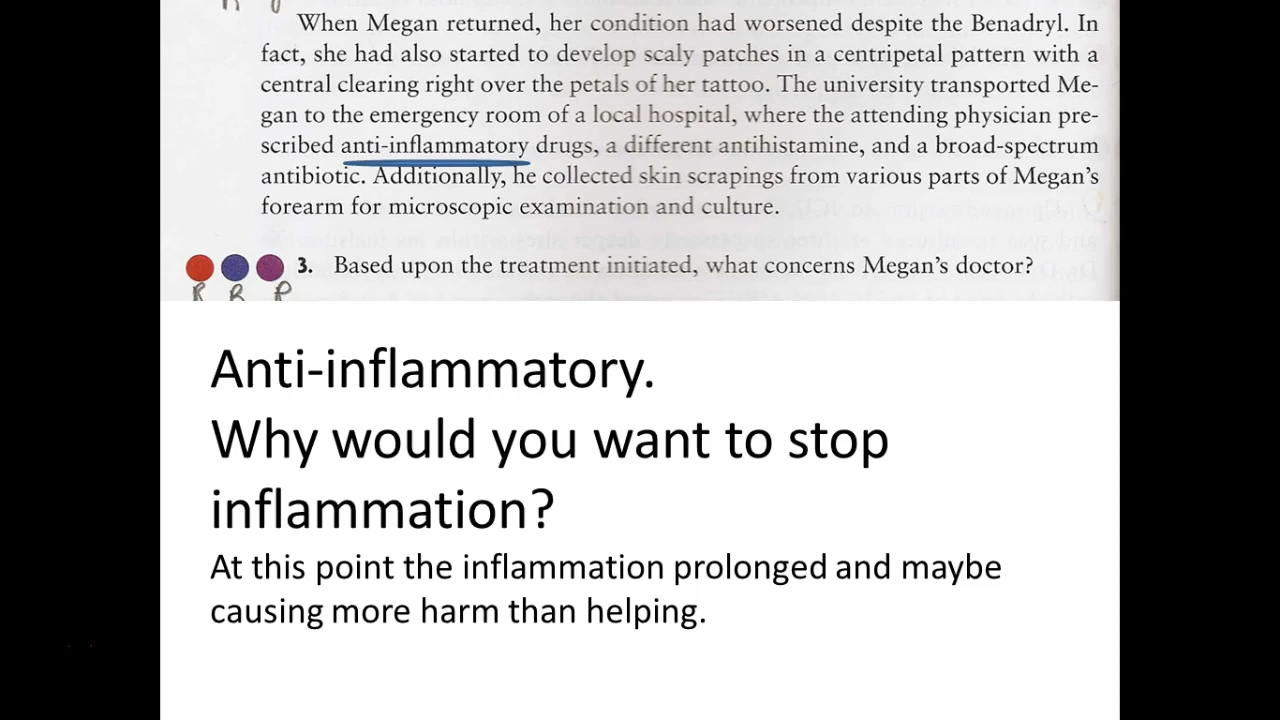 When Megan returned, her condition had worsened despite the Benadryl. In
fact, she had also started to develop scaly patches in a centripetal pattern with a
central clearing right over the petals of her tattoo. The university transported Me-
gan to the emergency room of a local hospital, where the attending physician pre-
scribed anti-inflammatory drugs, a different antihistamine, and a broad-spectrum
antibiotic. Additionally, he collected skin scrapings from various parts of Megan's
forearm for microscopic examination and culture.
3. Based upon the treatment initiated, what concerns Megan's doctor?
R B P
Anti-inflammatory.
Why would you want to stop
inflammation?
At this point the inflammation prolonged and maybe
causing more harm than helping.